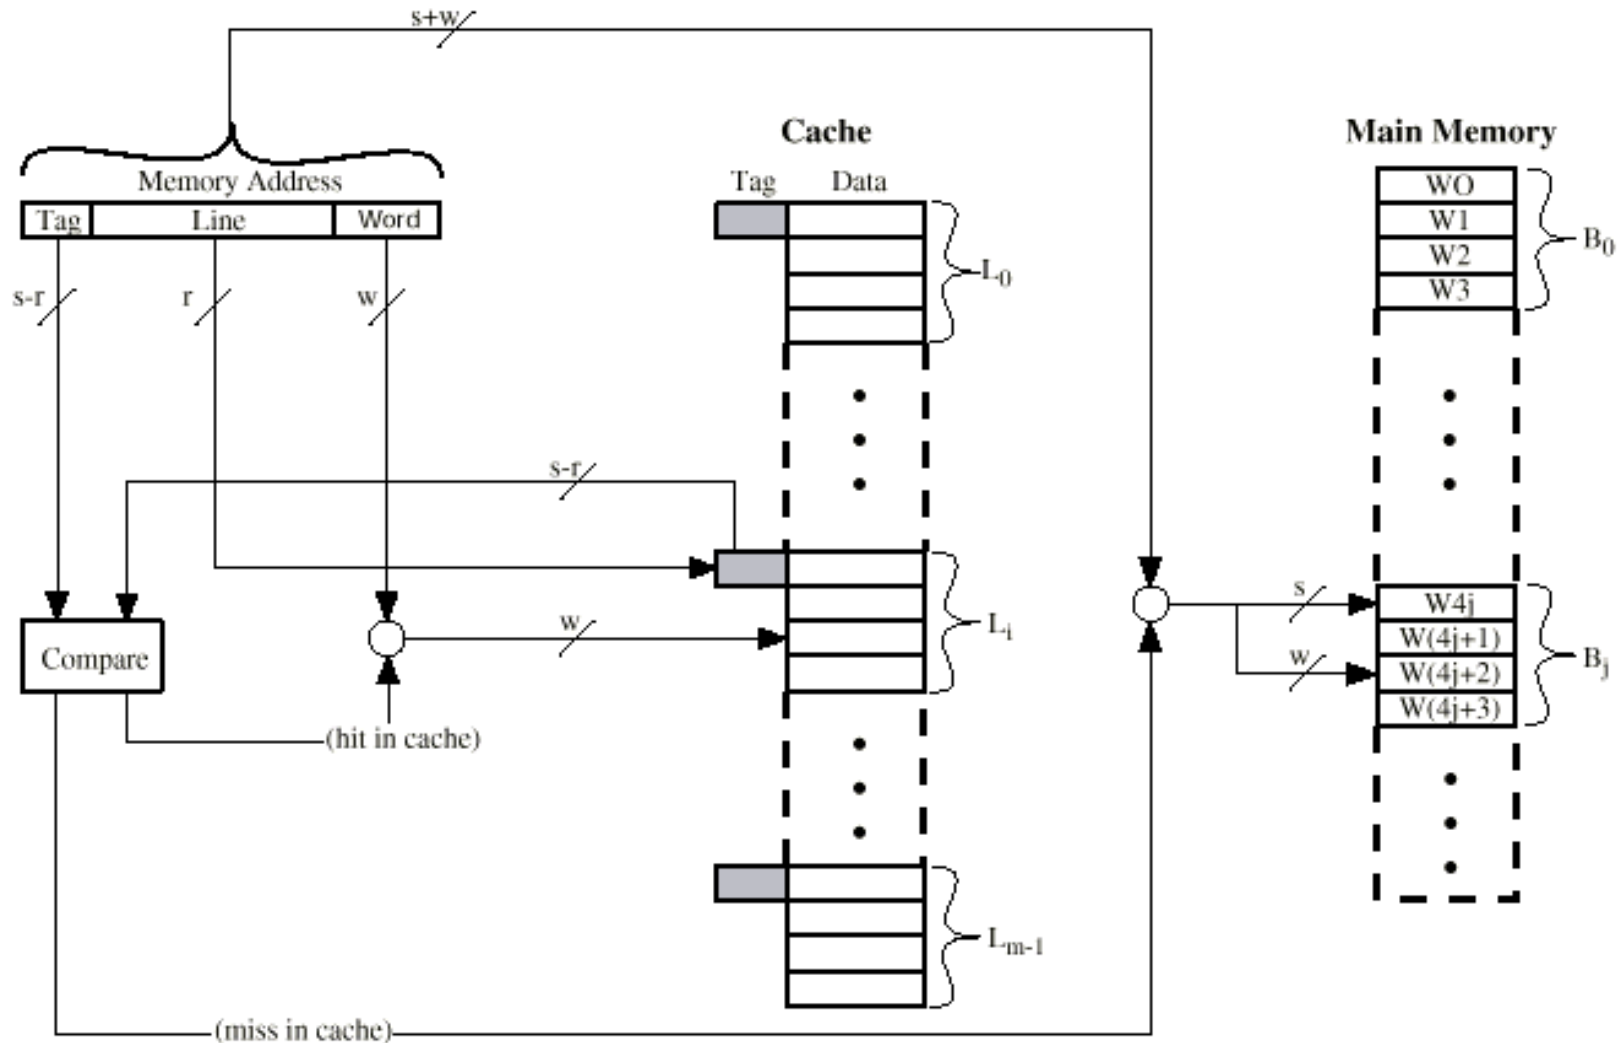 s+w
Cache
Main Memory
Memory Address
Tag Data
Tag Line Word
WO
W1
W2
W3
B0
L0
s-r
r
w
s-r
Compare
w
Li
s
w
W4j
W(4j+1)
W(4j+2)
W(4j+3)
Bj
(hit in cache)
Lm-1
(miss in cache)